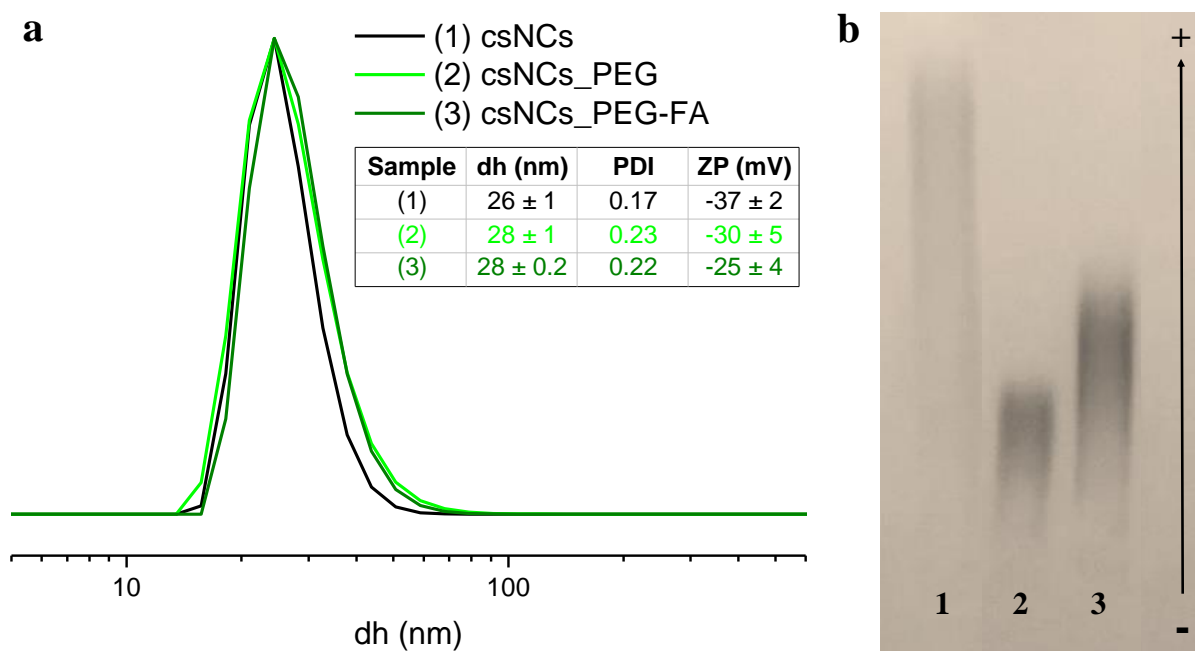 a
(1) csNCs
(2) csNCs_PEG
(3) csNCs_PEG-FA
Sample dh (nm) PDI ZP (mV)
(1) 26 ± 1 0.17 -37 ± 2
(2) 28 ± 1 0.23 -30 ± 5
(3) 28 ± 0.2 0.22 -25 ± 4
10 100
dh (nm)
b
+
1 2 3
-